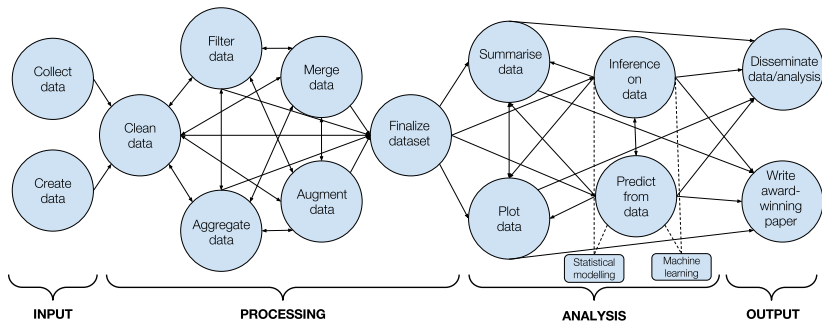 Collect
data
Create
data
Clean
data
Filter
data
Merge
data
Aggregate
data
Augment
data
Finalize
dataset
Summarise
data
Plot
data
Inference
on
data
Predict
from
data
Statistical
modelling
Machine
learning
Disseminate
data/analysis
Write
award-
winning
paper
INPUT
PROCESSING
ANALYSIS
OUTPUT